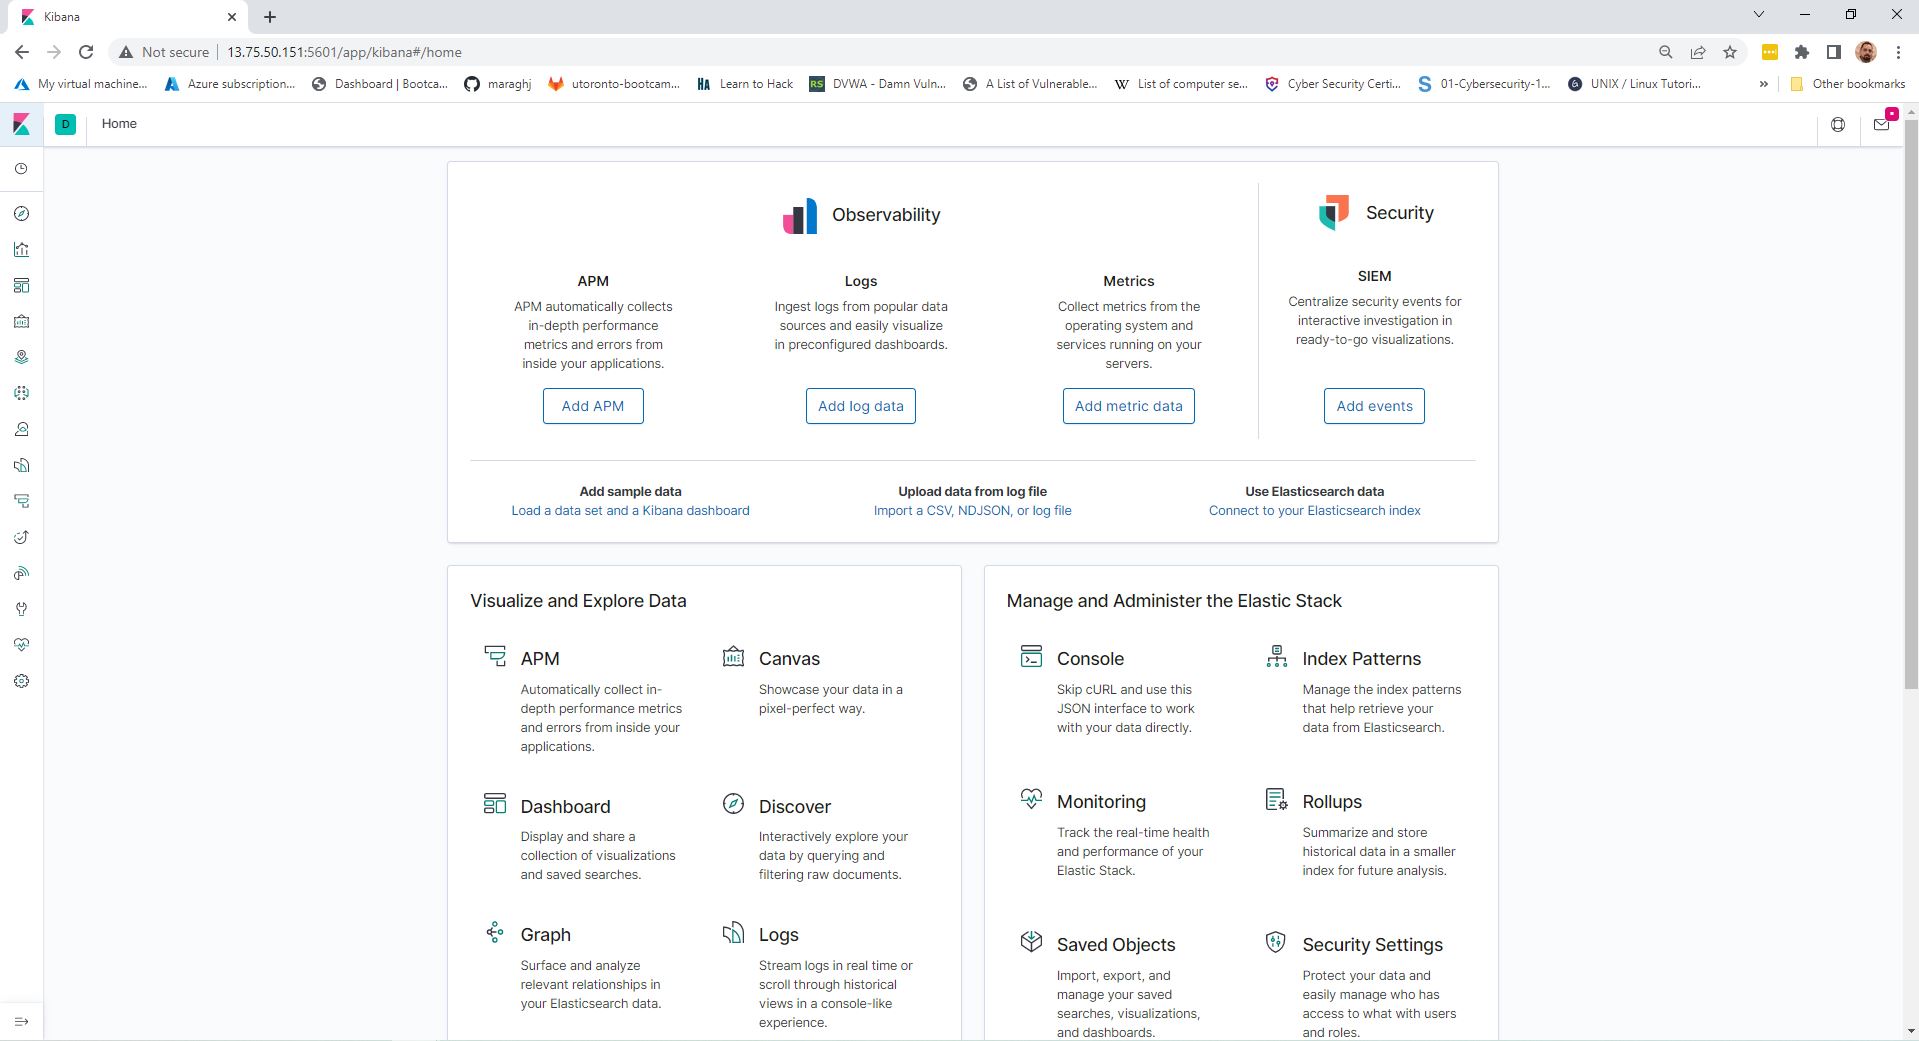 Kibana
Not secure
13.75.50.151:5601/app/kibana#/home
My virtual machine...
Azure subscription...
Dashboard | Bootca...
maraghj
utoronto-bootcam...
HA
Learn to Hack
RS
DVWA - Damn Vuln...
A List of Vulnerable...
W
List of computer se...
Cyber Security Certi...
S
01-Cybersecurity-1...
UNIX / Linux Tutori...
Other bookmarks
D
Home
Observability
Security
APM
APM automatically collects
in-depth performance
metrics and errors from
inside your applications.
Add APM
Logs
Ingest logs from popular data
sources and easily visualize
in preconfigured dashboards.
Add log data
Metrics
Collect metrics from the
operating system and
services running on your
servers.
Add metric data
SIEM
Centralize security events for
interactive investigation in
ready-to-go visualizations.
Add events
Add sample data
Load a data set and a Kibana dashboard
Upload data from log file
Import a CSV, NDJSON, or log file
Use Elasticsearch data
Connect to your Elasticsearch index
Visualize and Explore Data
APM
Automatically collect in-
depth performance metrics
and errors from inside your
applications.
Canvas
Showcase your data in a
pixel-perfect way.
Dashboard
Display and share a
collection of visualizations
and saved searches.
Discover
Interactively explore your
data by querying and
filtering raw documents.
Graph
Surface and analyze
relevant relationships in
your Elasticsearch data.
Logs
Stream logs in real time or
scroll through historical
views in a console-like
experience.
Manage and Administer the Elastic Stack
Console
Skip cURL and use this
JSON interface to work
with your data directly.
Index Patterns
Manage the index patterns
that help retrieve your
data from Elasticsearch.
Monitoring
Track the real-time health
and performance of your
Elastic Stack.
Rollups
Summarize and store
historical data in a smaller
index for future analysis.
Saved Objects
Import, export, and
manage your saved
searches, visualizations,
and dashboards.
Security Settings
Protect your data and
easily manage who has
access to what with users
and roles.